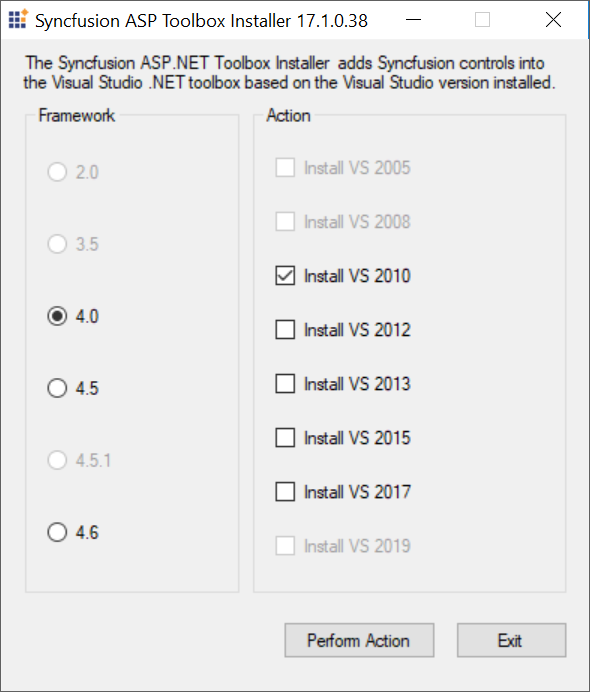 Syncfusion ASP Toolbox Installer 17.1.0.38
The Syncfusion ASP.NET Toolbox Installer adds Syncfusion controls into
the Visual Studio .NET toolbox based on the Visual Studio version installed.
Framework
2.0
3.5
4.0
4.5
4.5.1
4.6
Action
Install VS 2005
Install VS 2008
Install VS 2010
Install VS 2012
Install VS 2013
Install VS 2015
Install VS 2017
Install VS 2019
Perform Action
Exit